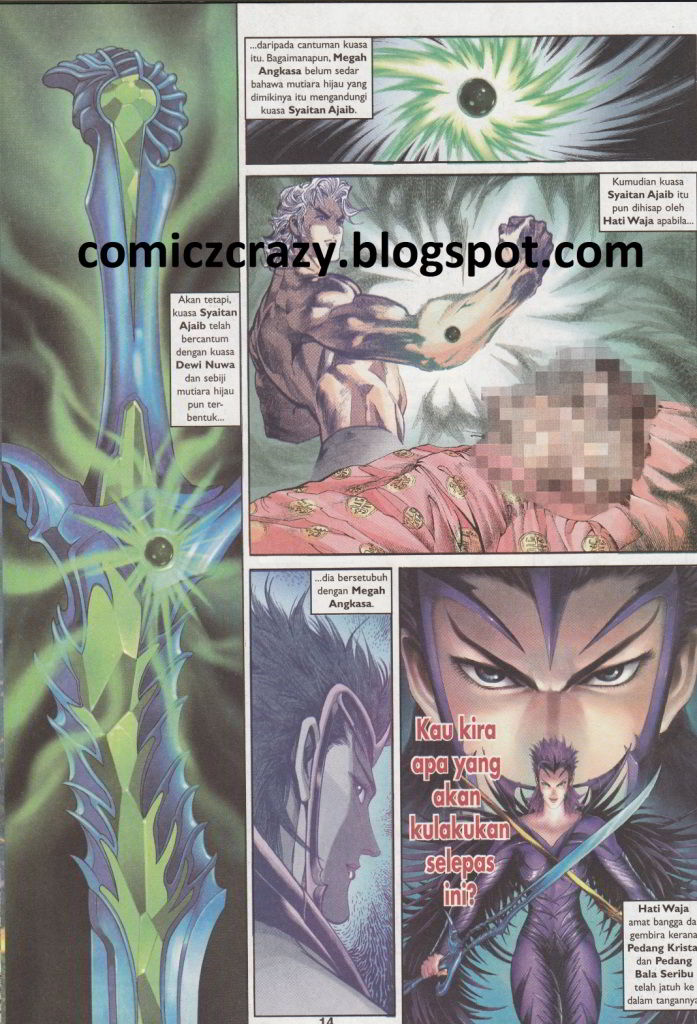 Akan tetapi,
kuasa Syaitan
Ajaib telah
bercantum
dengan kuasa
Dewi Nuwa
dan sebiji
mutiara hijau
pun ter-
bentuk...
...daripada cantuman kuasa
itu. Bagaimanapun, Megah
Angkasa belum sedar
bahawa mutiara hijau yang
dimikinya itu mengandungi
kuasa Syaitan Ajaib.
Kumudian kuasa
Syaitan Ajaib itu
pun dihisap oleh
Hati Waja apabila...
comiczcrazy.blogspot.com
...dia bersetubuh
dengan Megah
Angkasa.
Kau kira
apa yang
akan
kulakukan
selepas
ini?
Hati Waja
amat bangga da
gembira kerana
Pedang Krista
dan Pedang
Bala Seribu
telah jatuh ke
dalam tangannya
14